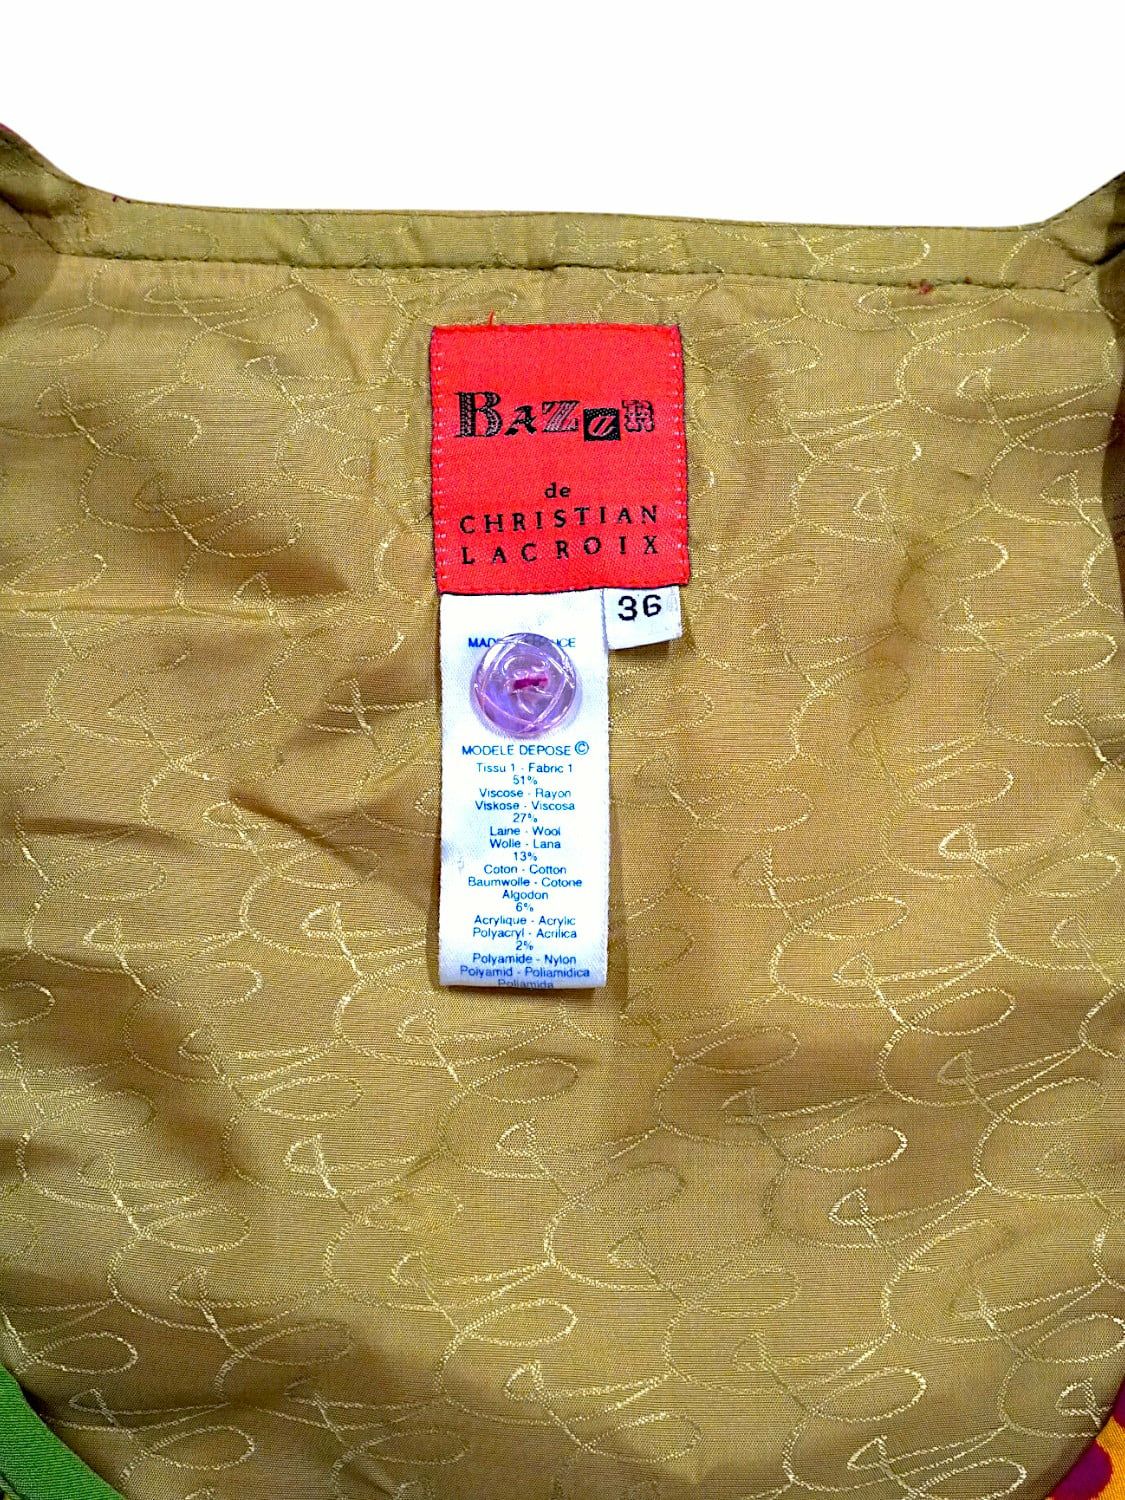 BAZaR
de
CHRISTIAN
LACROIX
36
MODELE DEPOSE ©
Tissu 1 - Fabric 1
51%
Viscose - Rayon
Viskose - Viscosa
27%
Laine - Wool
Wolle - Lana
13%
Coton - Cotton
Baumwolle - Cotone
Algodon
6%
Acrylique - Acrylic
Polyacryl - Acrilica
2%
Polyamide - Nylon
Polyamid - Poliamidica
Poliamida